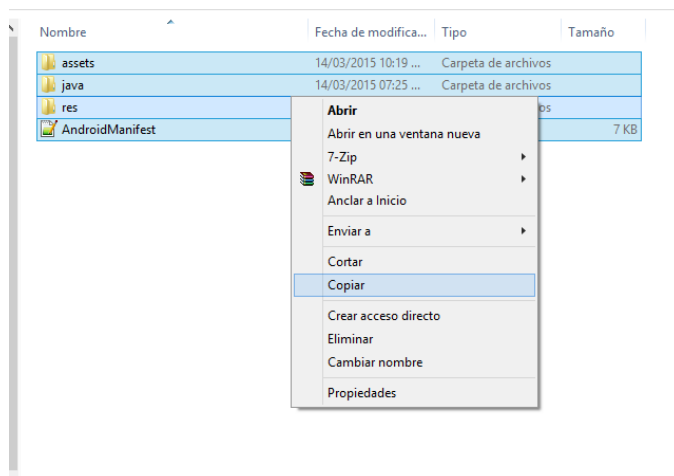 Nombre Fecha de modifica... Tipo Tamaño
assets 14/03/2015 10:19 ... Carpeta de archivos
java 14/03/2015 07:25 ... Carpeta de archivos
res os
AndroidManifest 7 KB
Abrir
Abrir en una ventana nueva
7-Zip
WinRAR
Anclar a Inicio
Enviar a
Cortar
Copiar
Crear acceso directo
Eliminar
Cambiar nombre
Propiedades